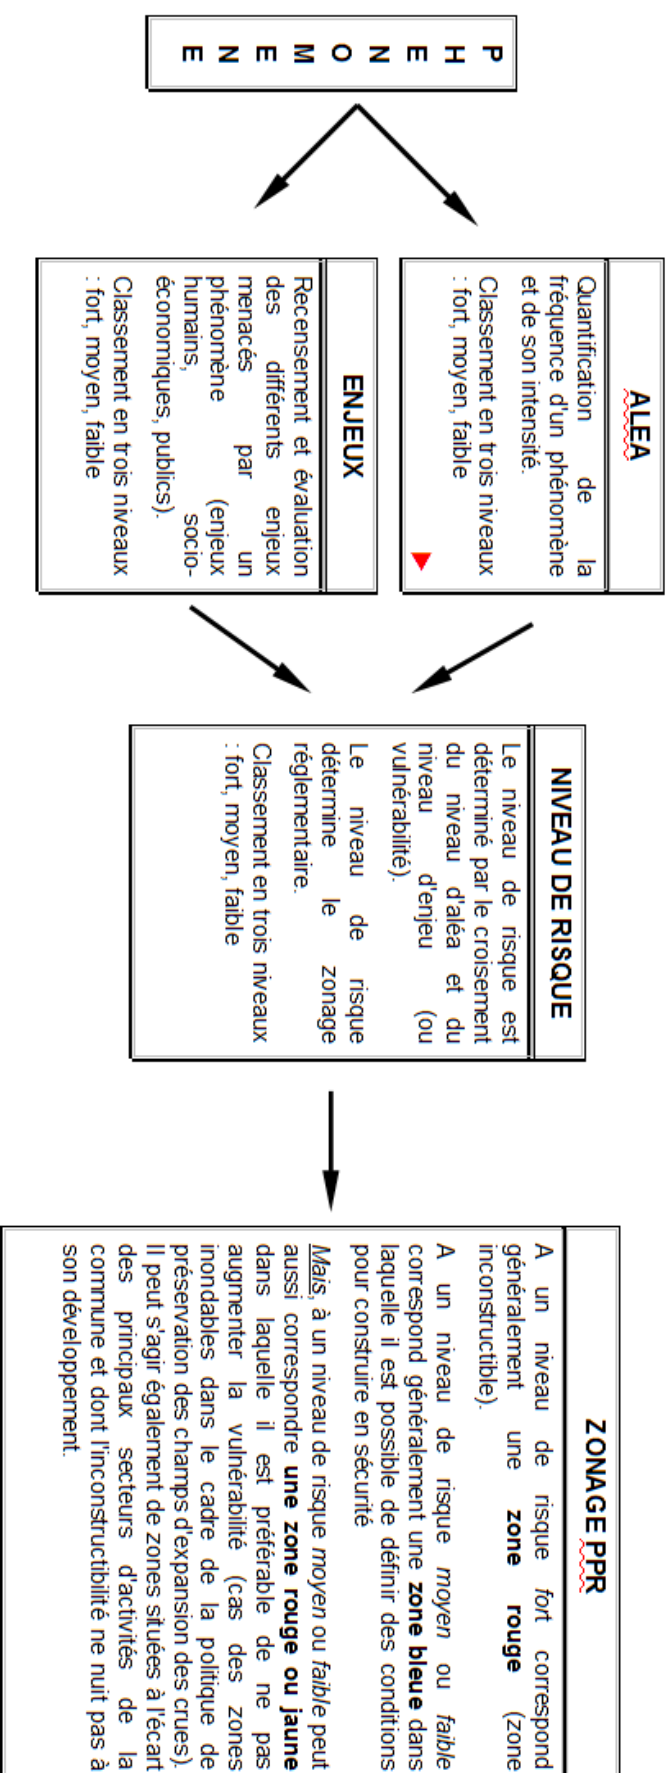 PHENOMENE
ALEA
Quantification de la
fréquence d'un phénomène
et de son intensité.
Classement en trois niveaux
: fort, moyen, faible
ENJEUX
Recensement et évaluation
des différents enjeux
menacés par un
phénomène (enjeux
humains, socio-
économiques, publics).
Classement en trois niveaux
: fort, moyen, faible
NIVEAU DE RISQUE
Le niveau de risque est
déterminé par le croisement
du niveau d'aléa et du
niveau d'enjeu (ou
vulnérabilité).
Le niveau de risque
détermine le zonage
réglementaire.
Classement en trois niveaux
: fort, moyen, faible
ZONAGE PPR
A un niveau de risque fort correspond
généralement une zone rouge (zone
inconstructible).
A un niveau de risque moyen ou faible
correspond généralement une zone bleue dans
laquelle il est possible de définir des conditions
pour construire en sécurité
Mais, à un niveau de risque moyen ou faible peut
aussi correspondre une zone rouge ou jaune
dans laquelle il est préférable de ne pas
augmenter la vulnérabilité (cas des zones
inondables dans le cadre de la politique de
préservation des champs d'expansion des crues).
Il peut s'agir également de zones situées à l'écart
des principaux secteurs d'activités de la
commune et dont l'inconstructibilité ne nuit pas à
son développement.